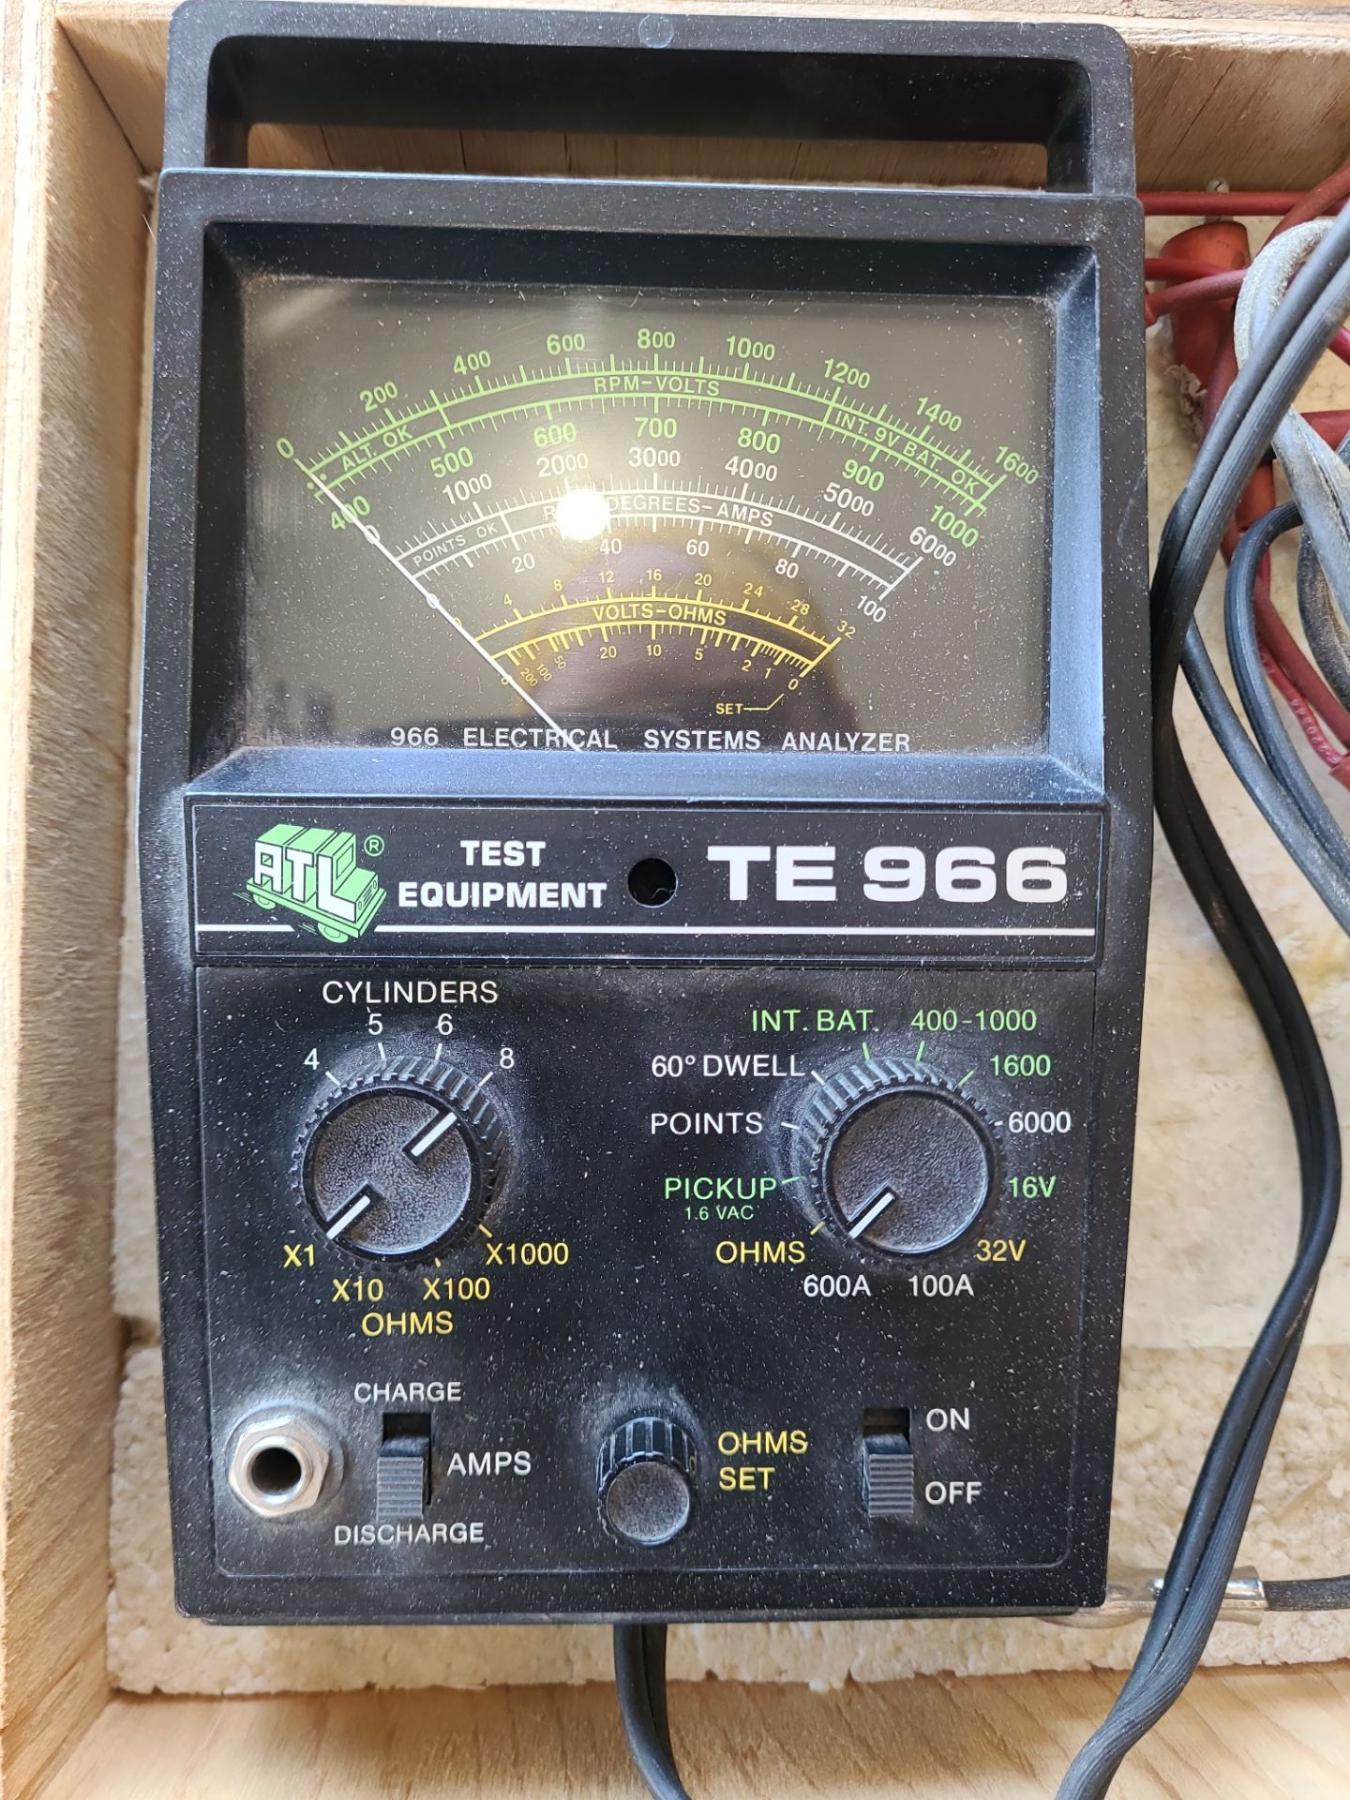 0 200 400 600 800 1000 1200 1400 1600
RPM-VOLTS
ALT. OK
INT. 9V BAT. OK
400 500 600 700 800 900 1000
1000 2000 3000 4000 5000 6000
POINTS OK
DEGREES-AMPS
20 40 60 80 100
4 8 12 16 20 24 28 32
VOLTS-OHMS
200 100 50 20 10 5 2 1 0
SET
966 ELECTRICAL SYSTEMS ANALYZER
ATL® TEST EQUIPMENT
TE 966
CYLINDERS
4 5 6 8
X1 X10 X100 X1000
OHMS
INT. BAT. 400-1000
60° DWELL 1600
POINTS 6000
PICKUP 16V
1.6 VAC
OHMS 32V
600A 100A
CHARGE
AMPS
DISCHARGE
OHMS
SET
ON
OFF